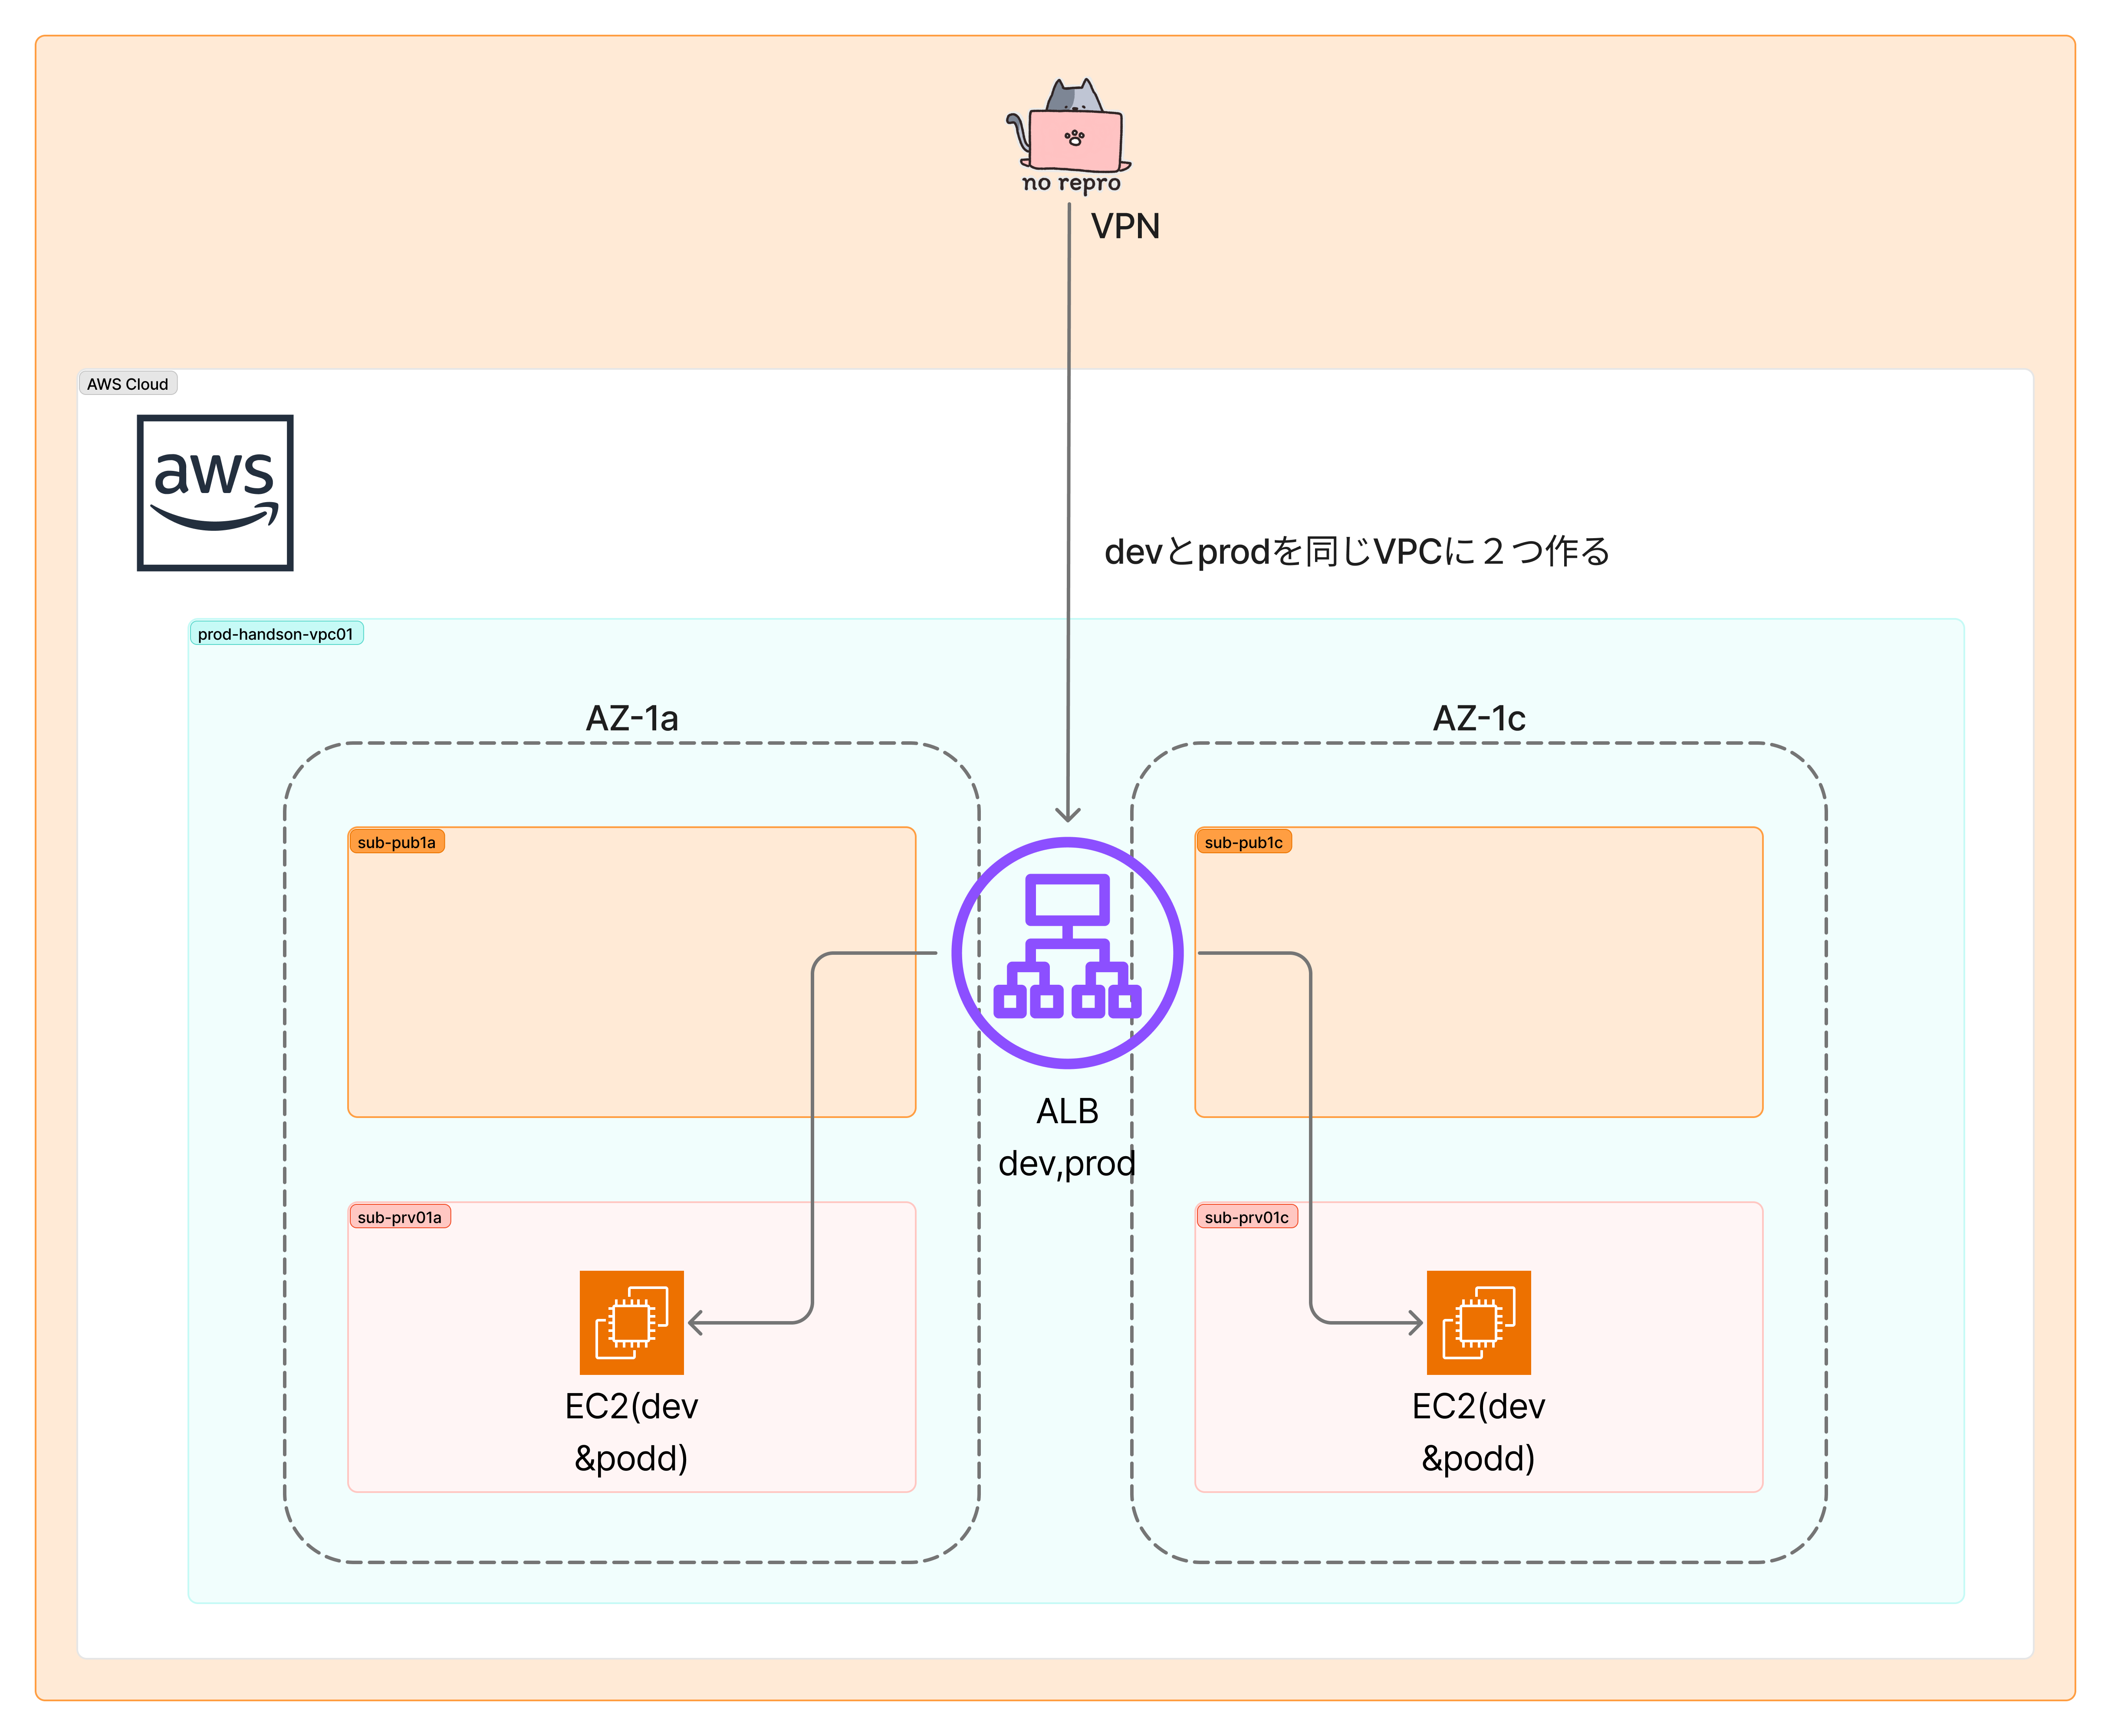 no repro
VPN
AWS Cloud
aws
devとprodを同じVPCに２つ作る
prod-handson-vpc01
AZ-1a
AZ-1c
sub-pub1a
sub-pub1c
ALB
dev,prod
sub-prv01a
sub-prv01c
EC2(dev
&podd)
EC2(dev
&podd)